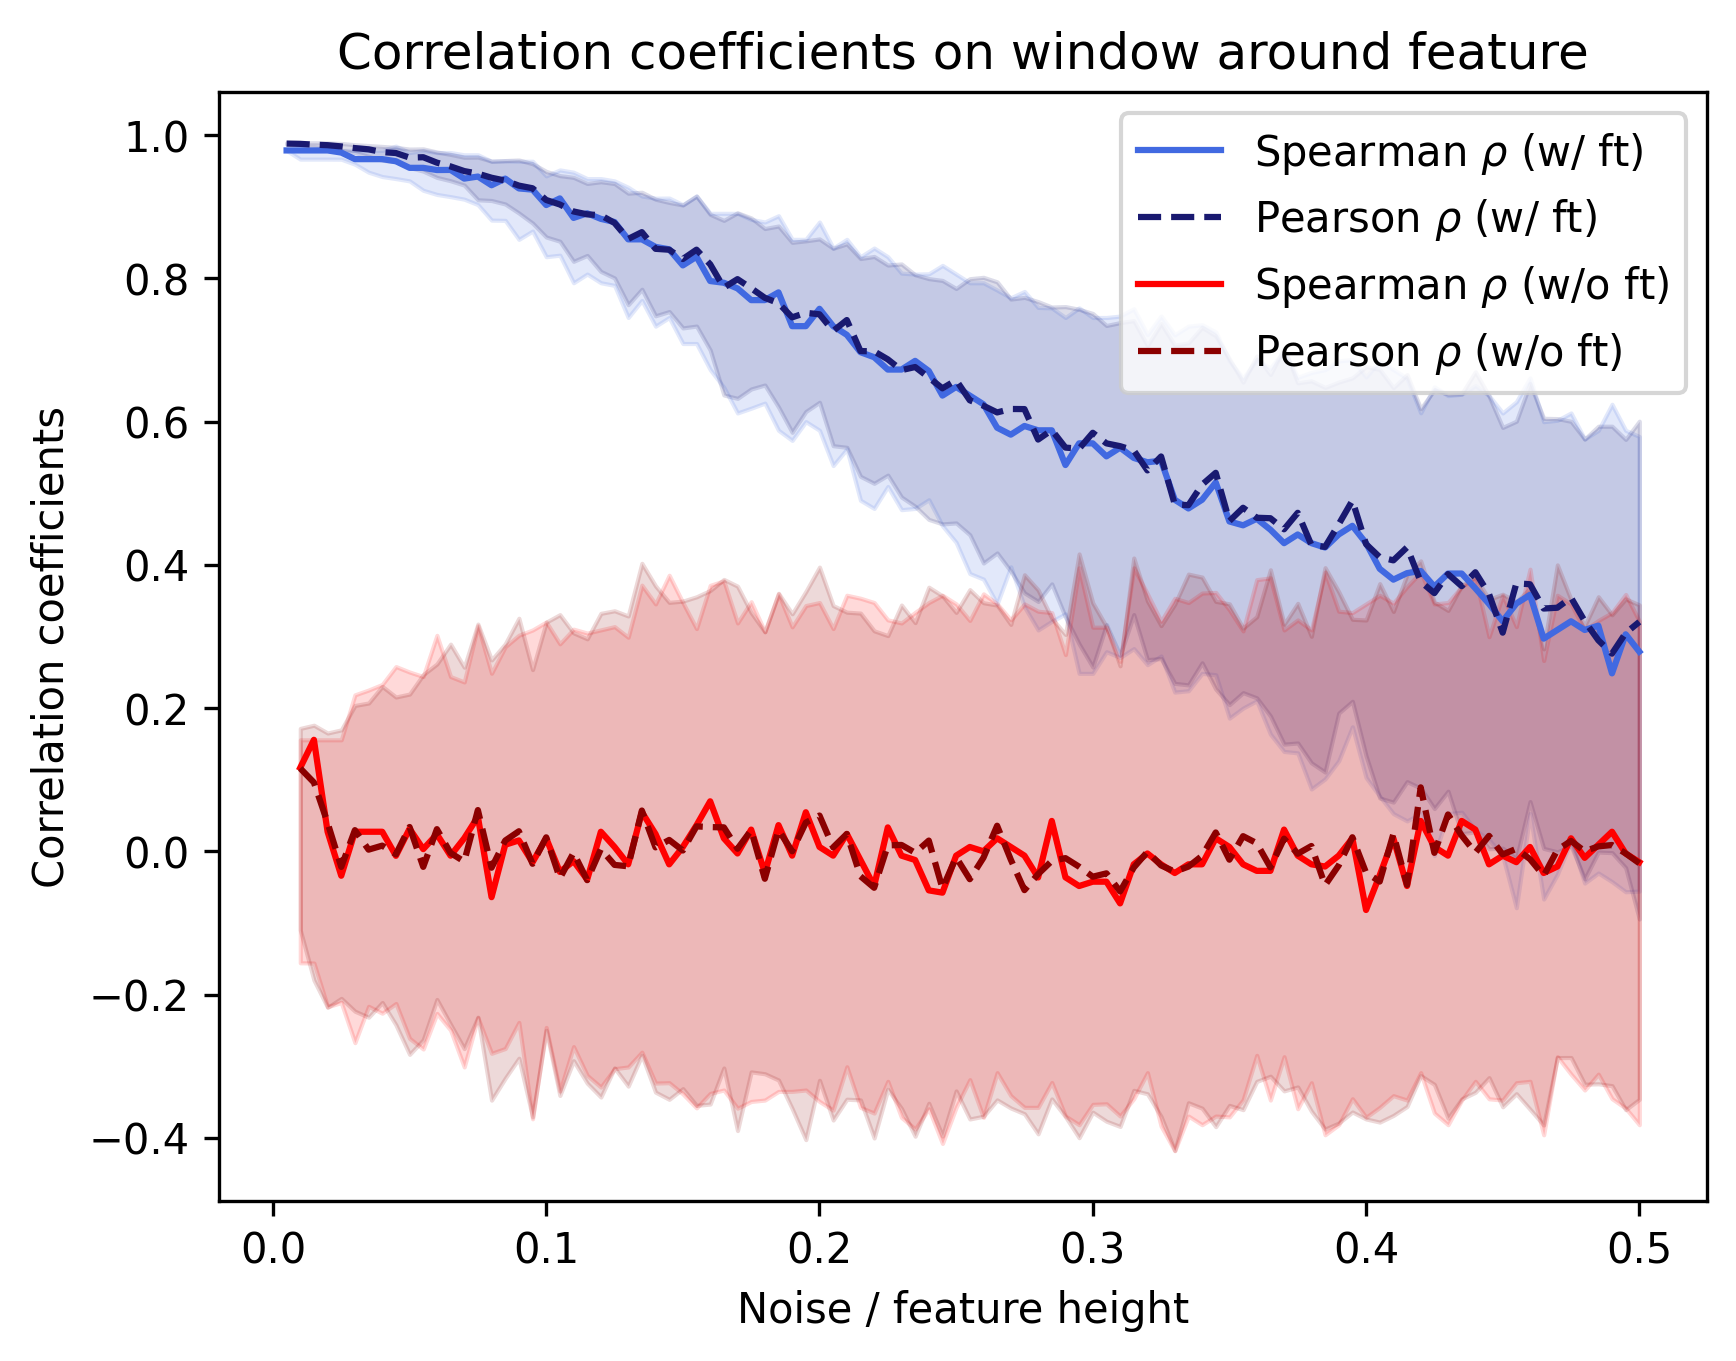 Correlation coefficients on window around feature
Spearman ρ (w/ ft)
Pearson ρ (w/ ft)
Spearman ρ (w/o ft)
Pearson ρ (w/o ft)
Correlation coefficients
1.0
0.8
0.6
0.4
0.2
0.0
−0.2
−0.4
0.0 0.1 0.2 0.3 0.4 0.5
Noise / feature height